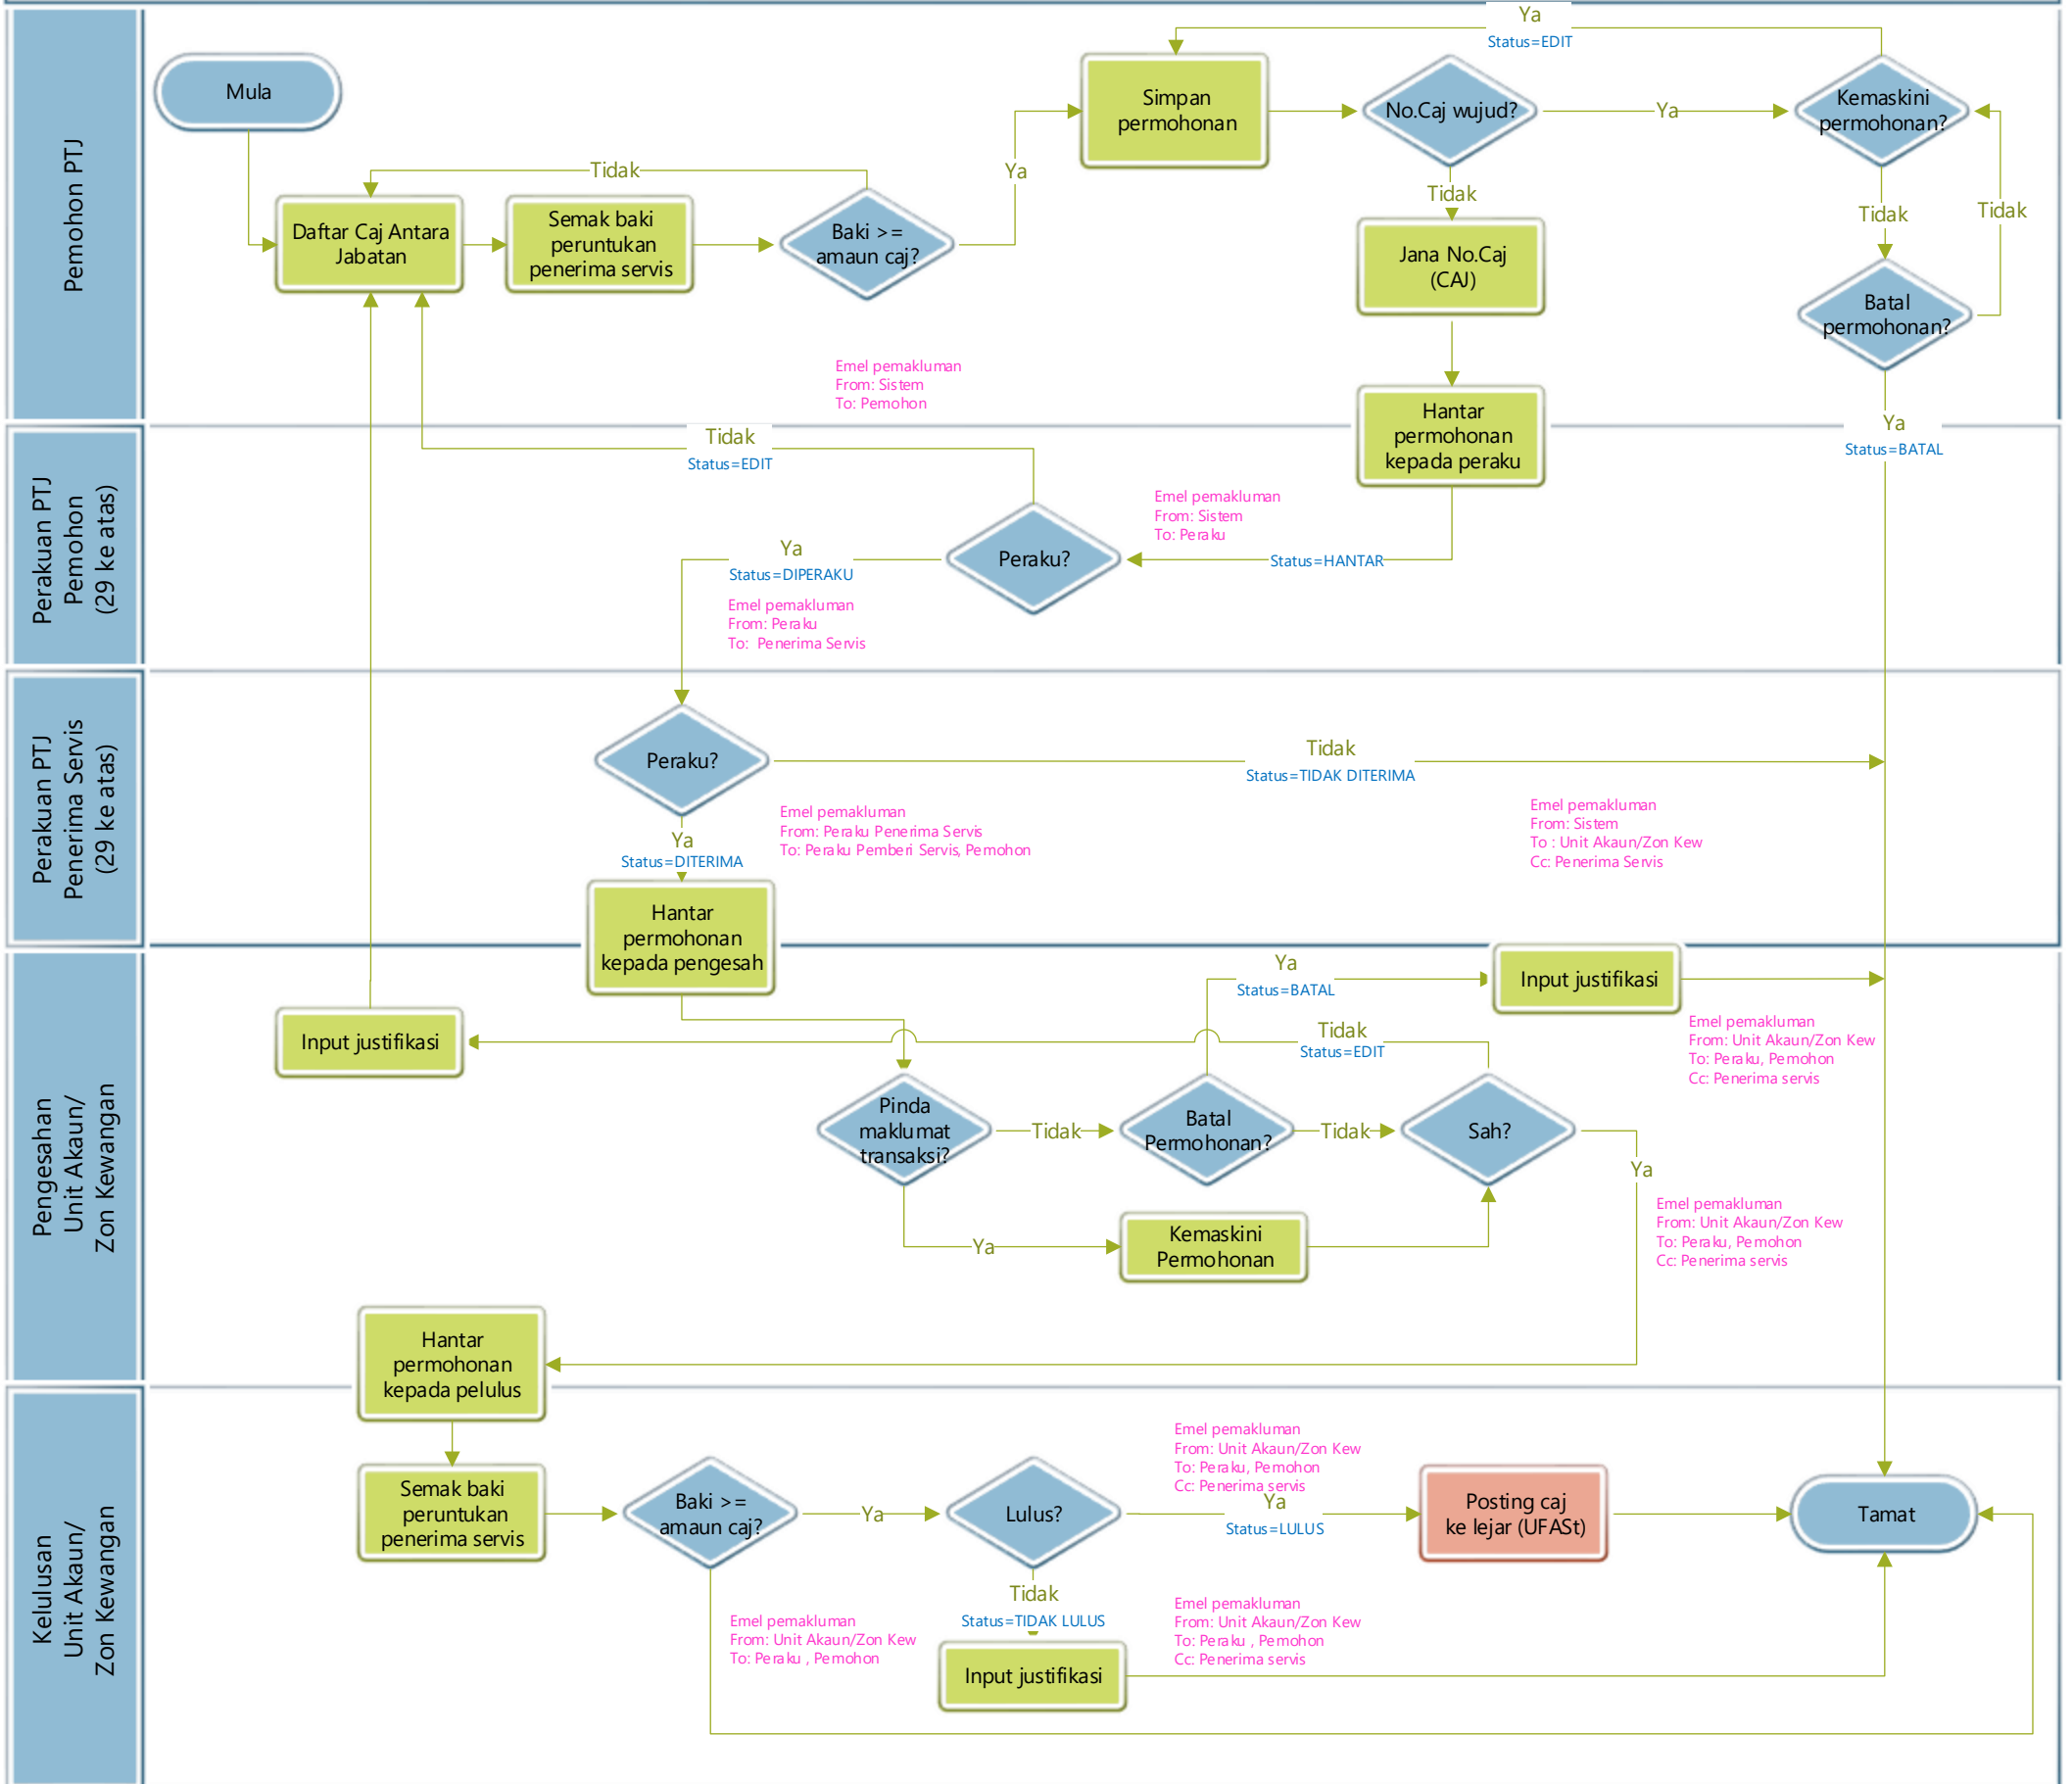 Pemohon PTJ
Mula
Ya
Status=EDIT
Simpan
permohonan
No.Caj wujud?
Ya
Kemaskini
permohonan?
Tidak
Ya
Tidak
Tidak
Tidak
Daftar Caj Antara
Jabatan
Semak baki
peruntukan
penerima servis
Baki >=
amaun caj?
Jana No.Caj
(CAJ)
Batal
permohonan?
Emel pemakluman
From: Sistem
To: Pemohon
Hantar
permohonan
kepada peraku
Ya
Status=BATAL
Perakuan PTJ
Pemohon
(29 ke atas)
Tidak
Status=EDIT
Emel pemakluman
From: Sistem
To: Peraku
Peraku?
Status=HANTAR
Ya
Status=DIPERAKU
Emel pemakluman
From: Peraku
To: Penerima Servis
Perakuan PTJ
Penerima Servis
(29 ke atas)
Peraku?
Tidak
Status=TIDAK DITERIMA
Ya
Status=DITERIMA
Emel pemakluman
From: Peraku Penerima Servis
To: Peraku Pemberi Servis, Pemohon
Emel pemakluman
From: Sistem
To : Unit Akaun/Zon Kew
Cc: Penerima Servis
Hantar
permohonan
kepada pengesah
Pengesahan
Unit Akaun/
Zon Kewangan
Ya
Status=BATAL
Input justifikasi
Input justifikasi
Tidak
Status=EDIT
Emel pemakluman
From: Unit Akaun/Zon Kew
To: Peraku, Pemohon
Cc: Penerima servis
Pinda
maklumat
transaksi?
Tidak
Batal
Permohonan?
Tidak
Sah?
Ya
Ya
Kemaskini
Permohonan
Emel pemakluman
From: Unit Akaun/Zon Kew
To: Peraku, Pemohon
Cc: Penerima servis
Hantar
permohonan
kepada pelulus
Kelulusan
Unit Akaun/
Zon Kewangan
Semak baki
peruntukan
penerima servis
Baki >=
amaun caj?
Ya
Lulus?
Emel pemakluman
From: Unit Akaun/Zon Kew
To: Peraku, Pemohon
Cc: Penerima servis
Ya
Status=LULUS
Posting caj
ke lejar (UFASt)
Tamat
Tidak
Status=TIDAK LULUS
Emel pemakluman
From: Unit Akaun/Zon Kew
To: Peraku , Pemohon
Input justifikasi
Emel pemakluman
From: Unit Akaun/Zon Kew
To: Peraku , Pemohon
Cc: Penerima servis